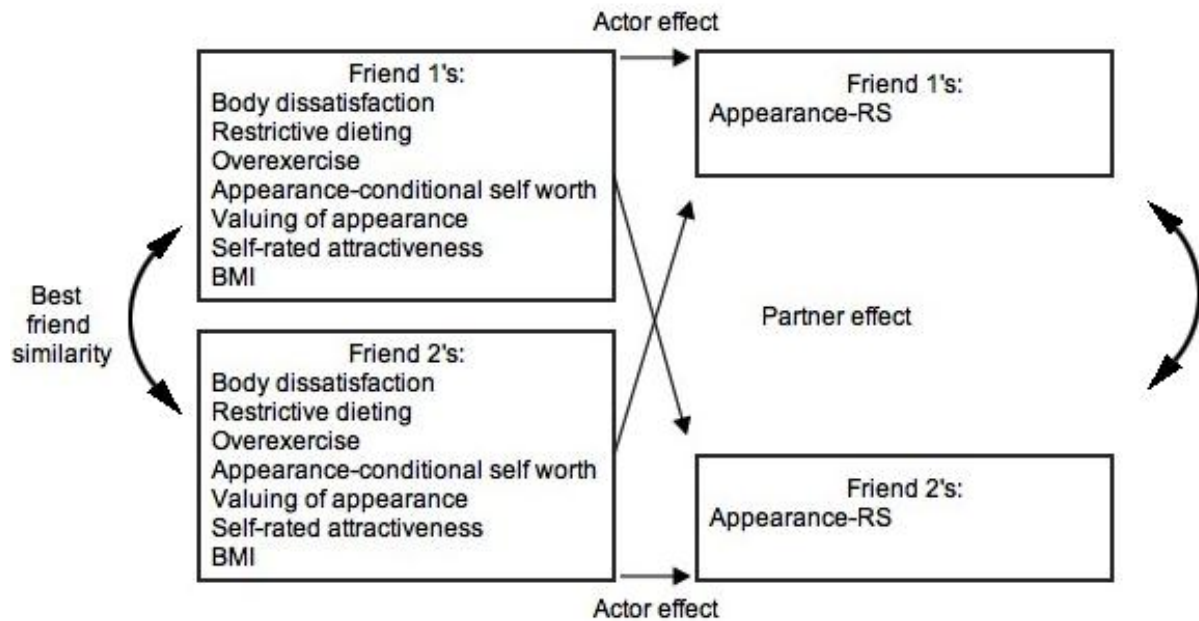 Actor effect
Friend 1's:
Body dissatisfaction
Restrictive dieting
Overexercise
Appearance-conditional self worth
Valuing of appearance
Self-rated attractiveness
BMI
Friend 1's:
Appearance-RS
Best
friend
similarity
Partner effect
Friend 2's:
Body dissatisfaction
Restrictive dieting
Overexercise
Appearance-conditional self worth
Valuing of appearance
Self-rated attractiveness
BMI
Friend 2's:
Appearance-RS
Actor effect